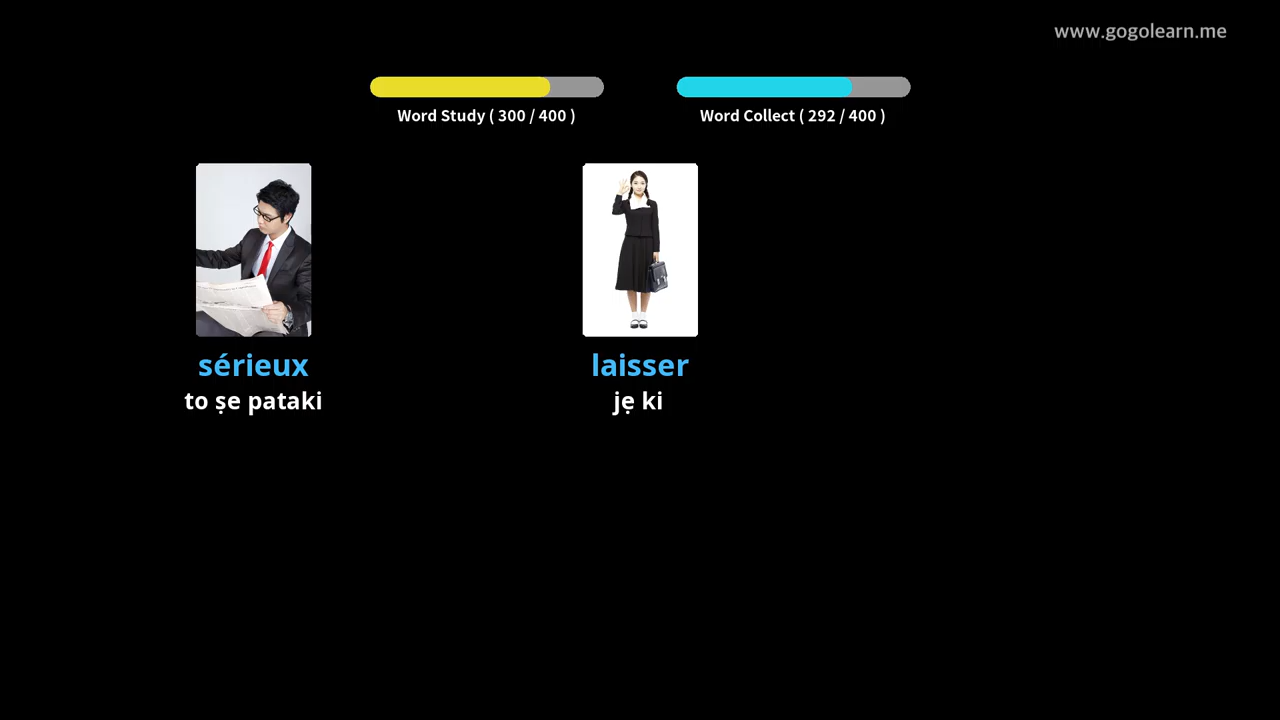 www.gogolearn.me
Word Study ( 300 / 400 )
Word Collect ( 292 / 400 )
sérieux
to ṣe pataki
laisser
jẹ ki